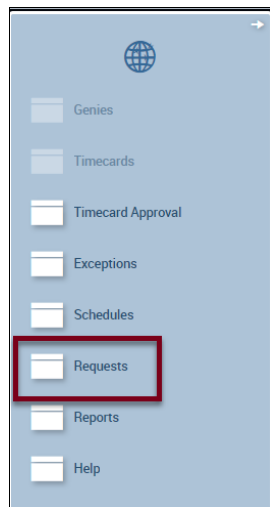 Genies
Timecards
Timecard Approval
Exceptions
Schedules
Requests
Reports
Help